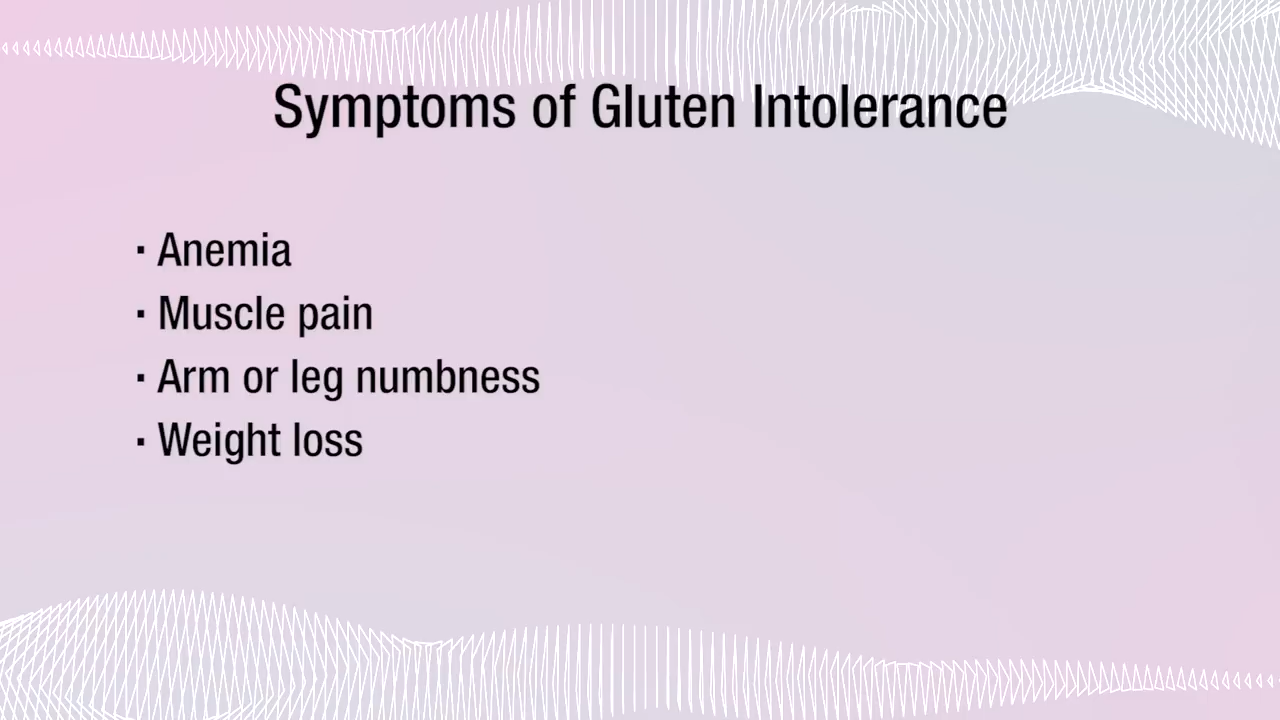 Symptoms of Gluten Intolerance
· Anemia
· Muscle pain
· Arm or leg numbness
· Weight loss